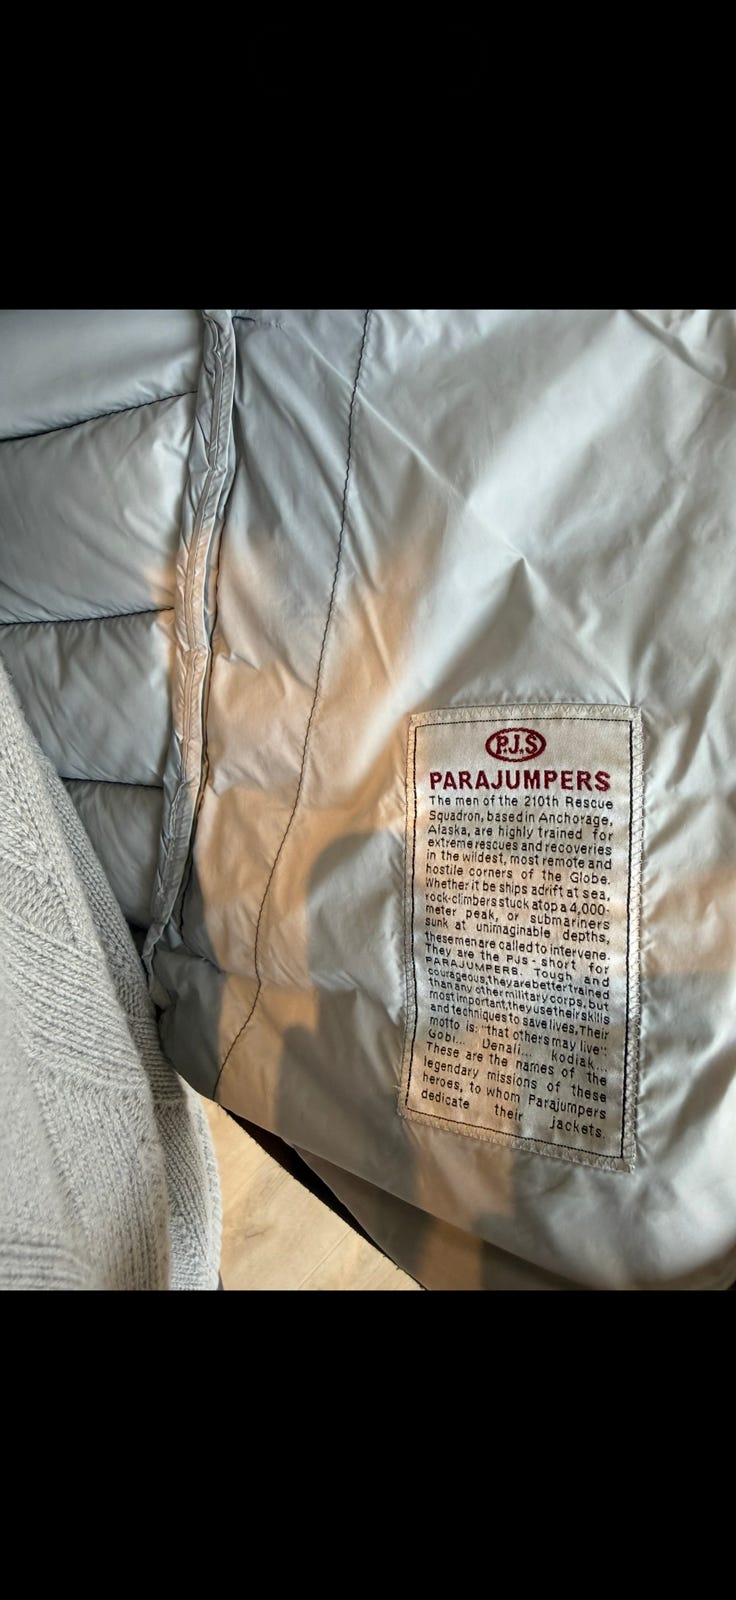 P.J.S
PARAJUMPERS
The men of the 210th Rescue
Squadron, based in Anchorage,
Alaska, are highly trained for
extreme rescues and recoveries
in the wildest, most remote and
hostile corners of the Globe.
Whether it be ships adrift at sea,
rock-climbers stuck atop a 4,000-
meter peak, or submariners
sunk at unimaginable depths,
these men are called to intervene.
They are the PJs - short for
PARAJUMPERS. Tough and
courageous, they are better trained
than any other military corps, but
most important, they use their skills
and techniques to save lives. Their
motto is: "that others may live":
Gobi... Denali... kodiak...
These are the names of the
legendary missions of these
heroes, to whom Parajumpers
dedicate their jackets.